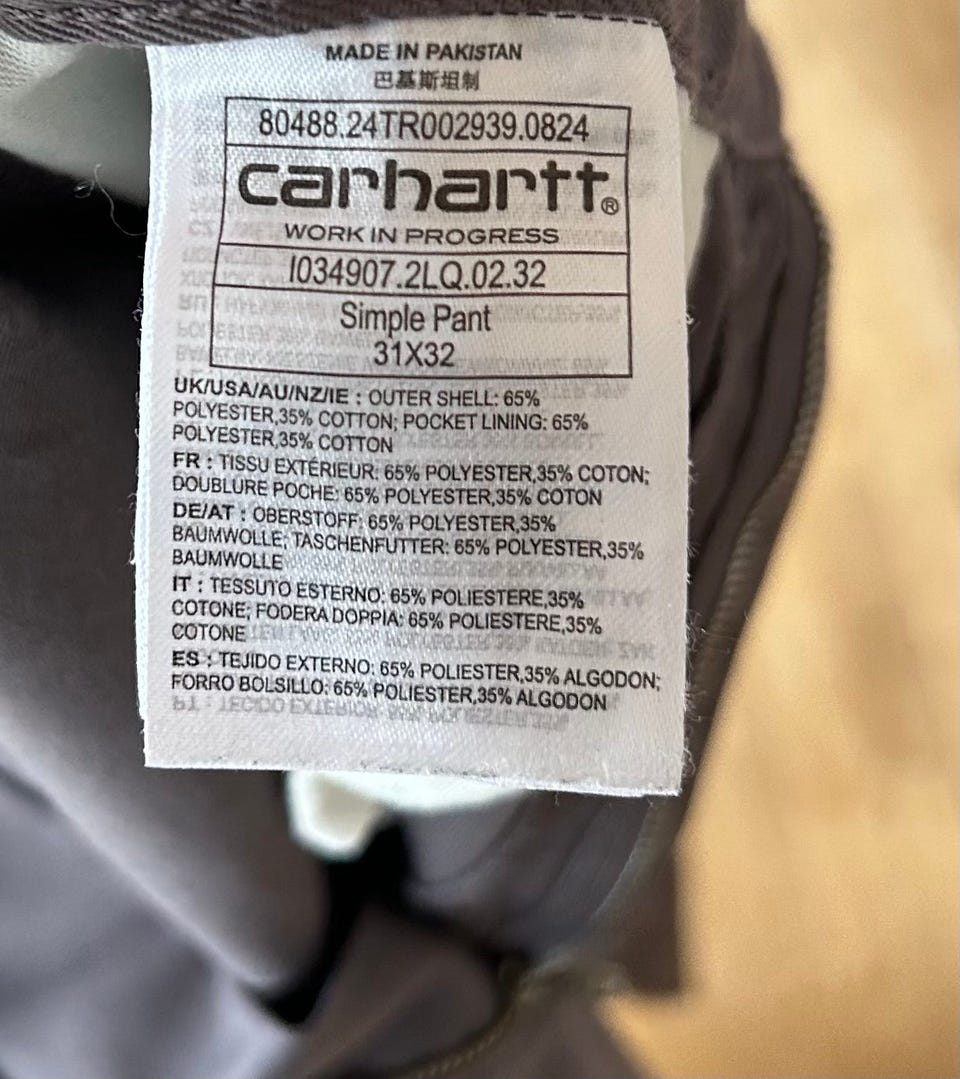 MADE IN PAKISTAN
巴基斯坦制
80488.24TR002939.0824
carhartt®
WORK IN PROGRESS
I034907.2LQ.02.32
Simple Pant
31X32
UK/USA/AU/NZ/IE : OUTER SHELL: 65%
POLYESTER,35% COTTON; POCKET LINING: 65%
POLYESTER,35% COTTON
FR : TISSU EXTÉRIEUR: 65% POLYESTER,35% COTON;
DOUBLURE POCHE: 65% POLYESTER,35% COTON
DE/AT : OBERSTOFF: 65% POLYESTER,35%
BAUMWOLLE; TASCHENFUTTER: 65% POLYESTER,35%
BAUMWOLLE
IT : TESSUTO ESTERNO: 65% POLIESTERE,35%
COTONE; FODERA DOPPIA: 65% POLIESTERE,35%
COTONE
ES : TEJIDO EXTERNO: 65% POLIESTER,35% ALGODON;
FORRO BOLSILLO: 65% POLIESTER,35% ALGODON